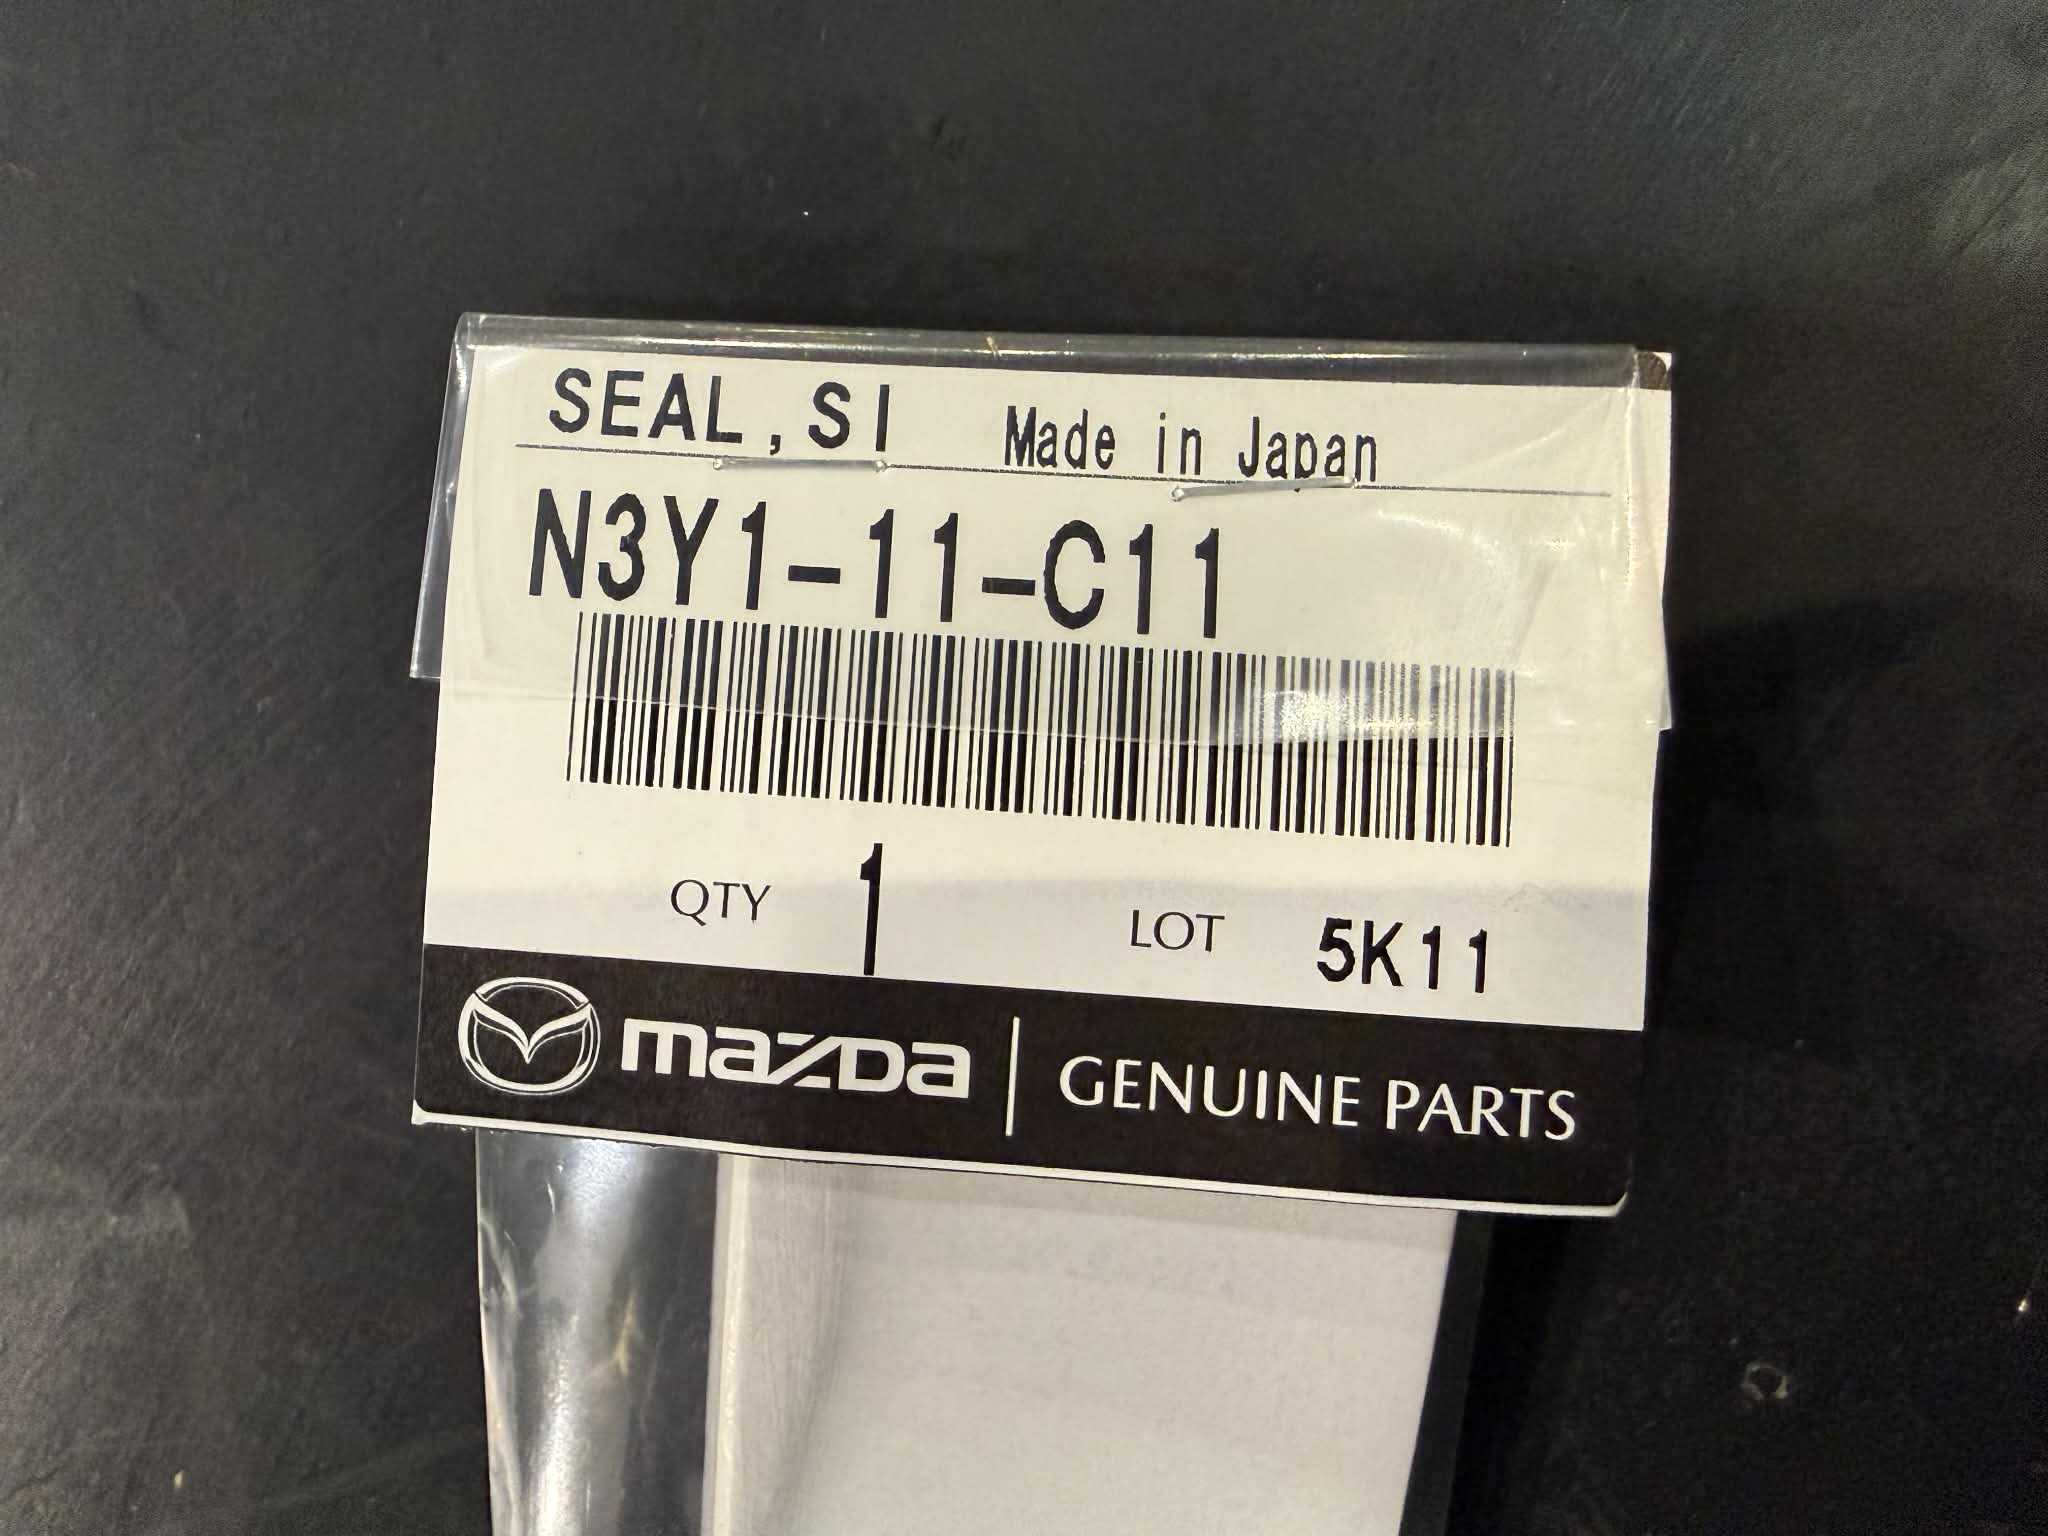 SEAL,SI Made in Japan
N3Y1-11-C11
QTY 1 LOT 5K11
mazda | GENUINE PARTS